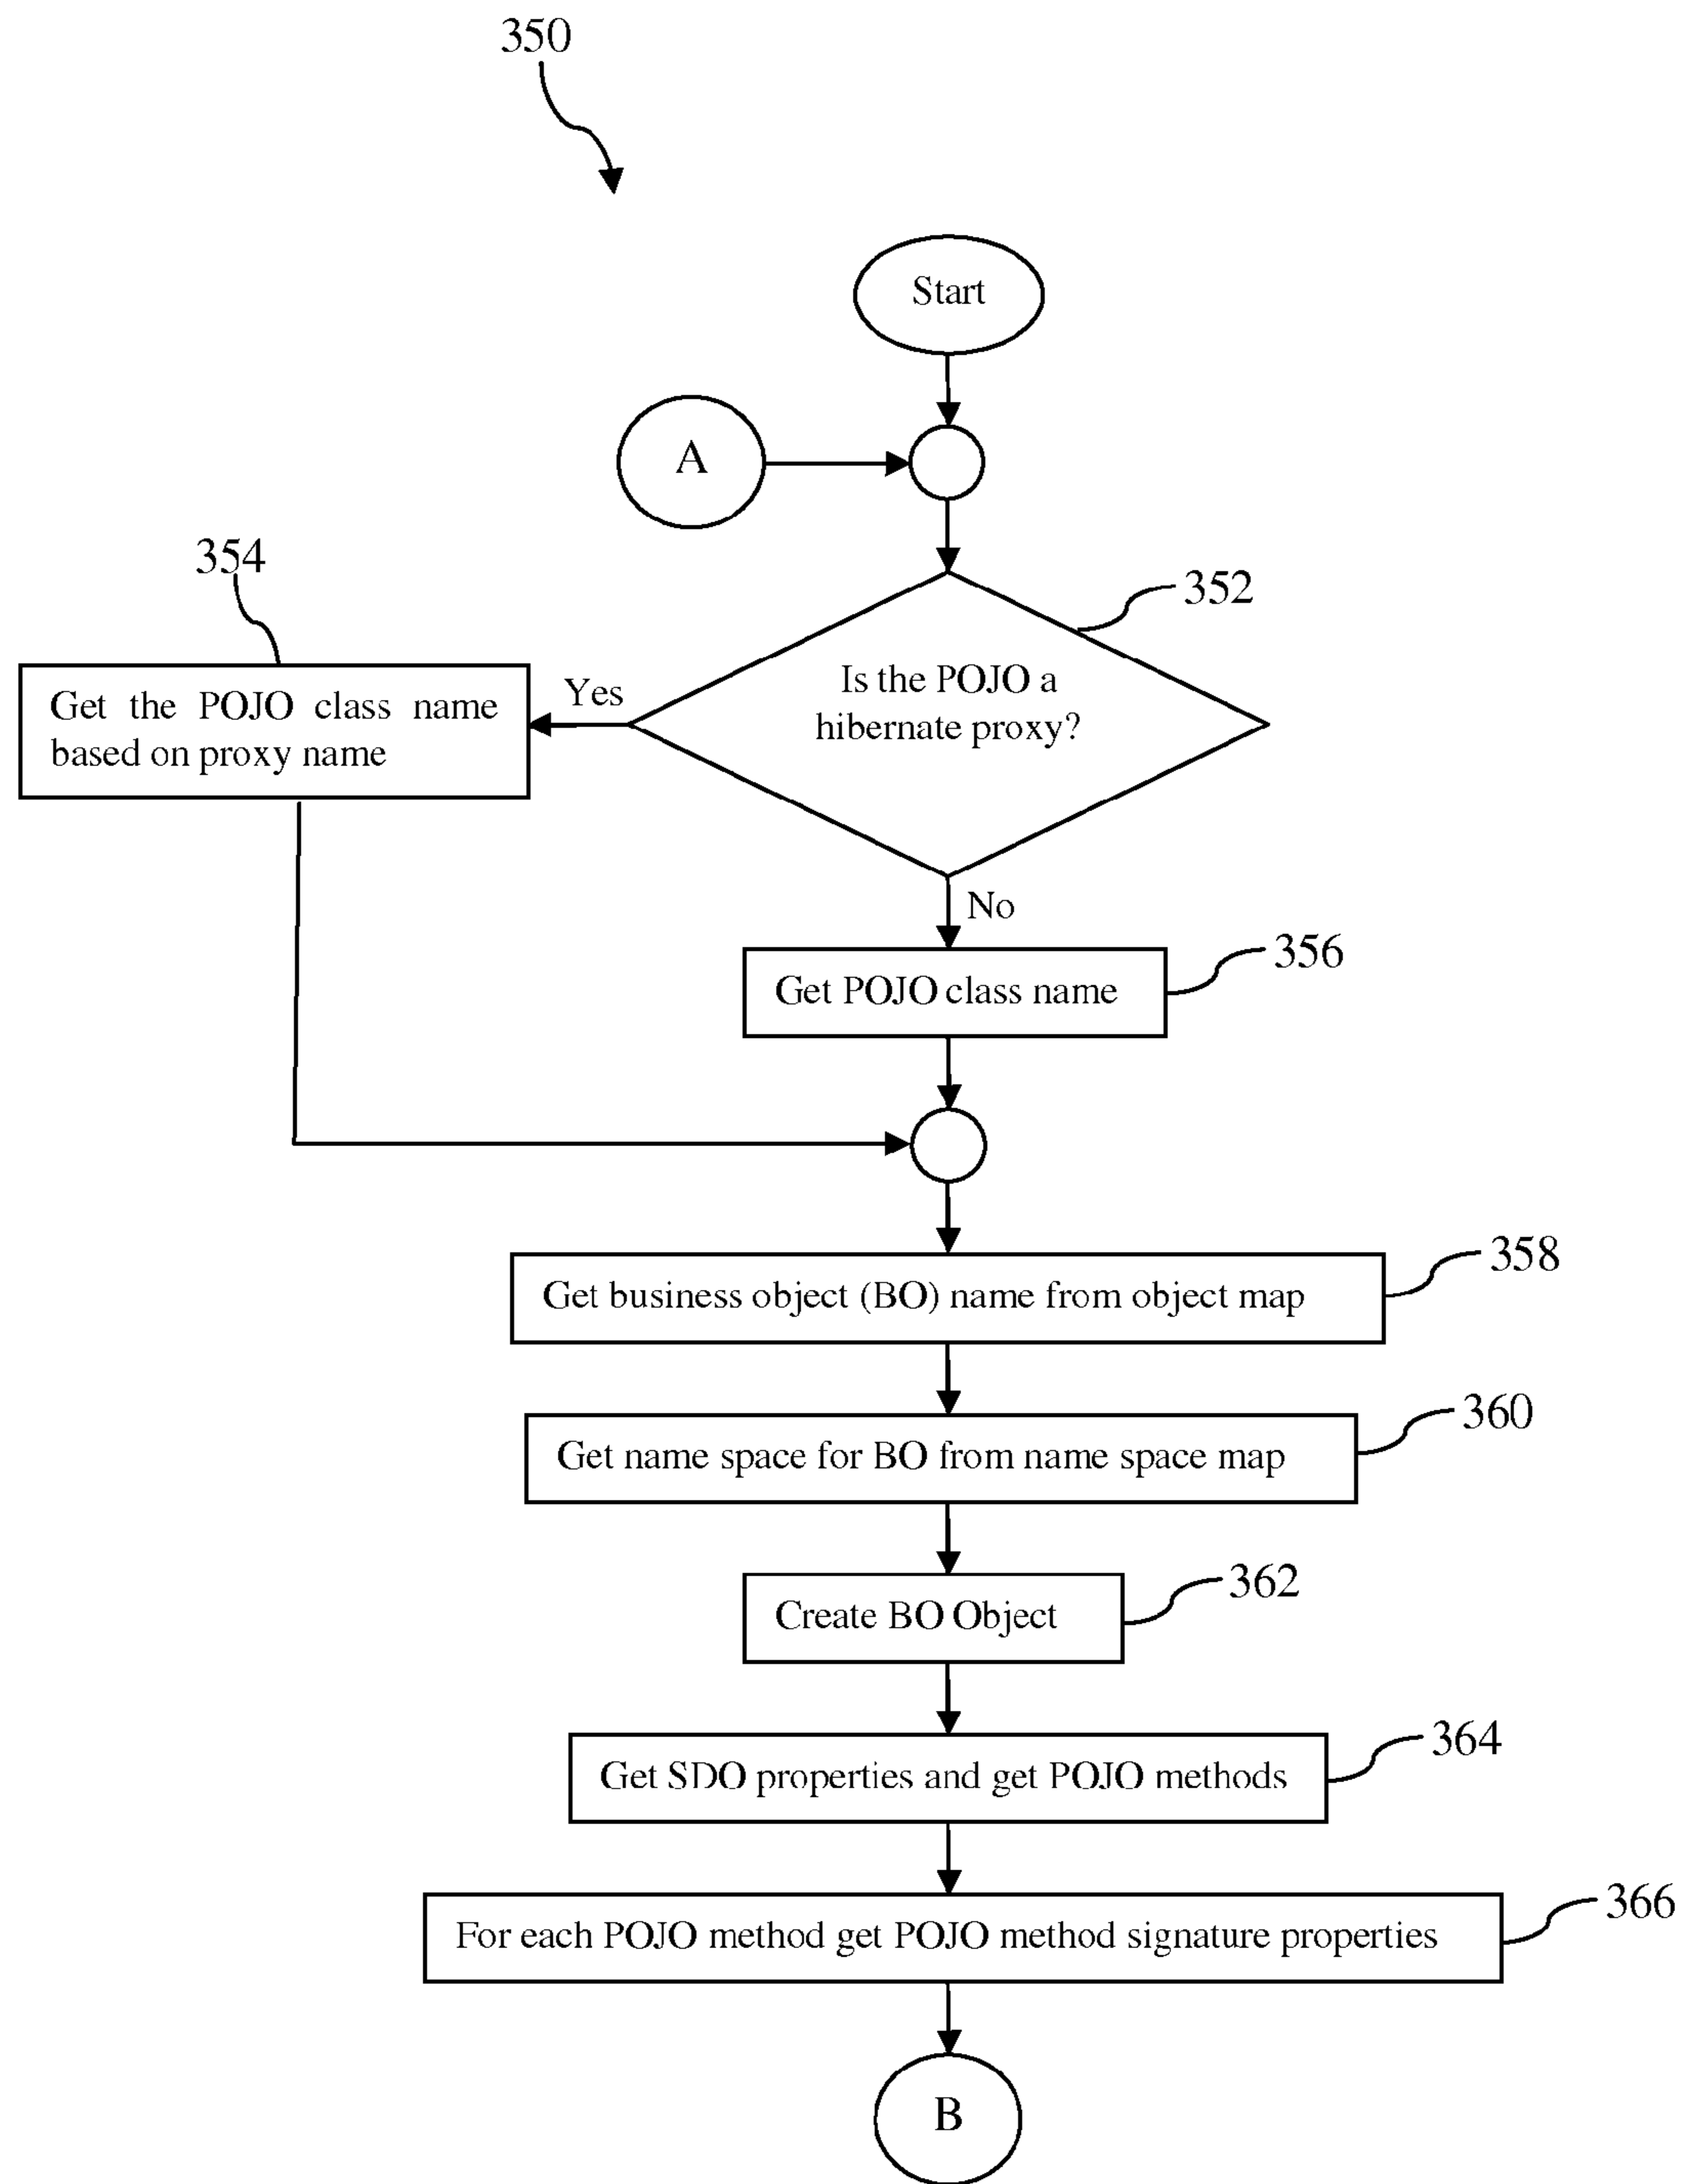 350
Start
A
354
352
Is the POJO a
hibernate proxy?
Yes
Get the POJO class name
based on proxy name
No
356
Get POJO class name
358
Get business object (BO) name from object map
360
Get name space for BO from name space map
362
Create BO Object
364
Get SDO properties and get POJO methods
366
For each POJO method get POJO method signature properties
B